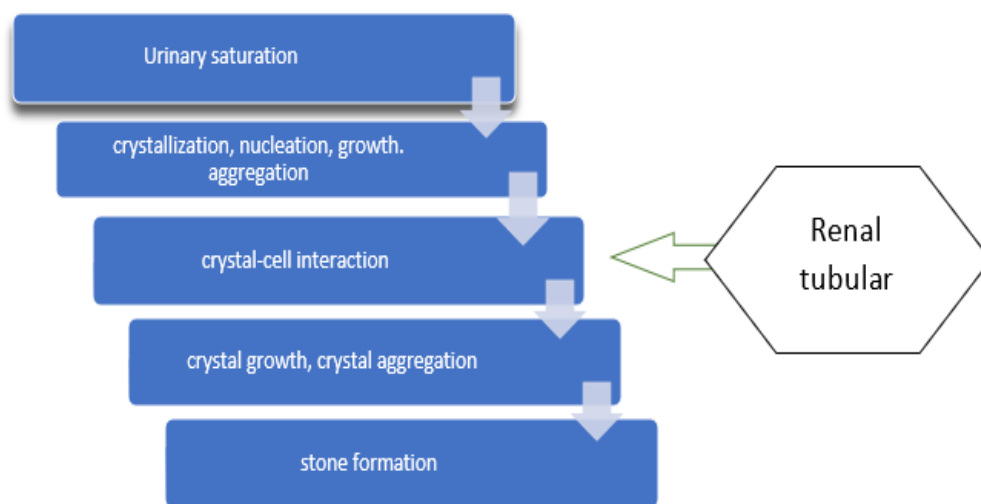 Urinary saturation
crystallization, nucleation, growth.
aggregation
crystal-cell interaction
Renal
tubular
crystal growth, crystal aggregation
stone formation